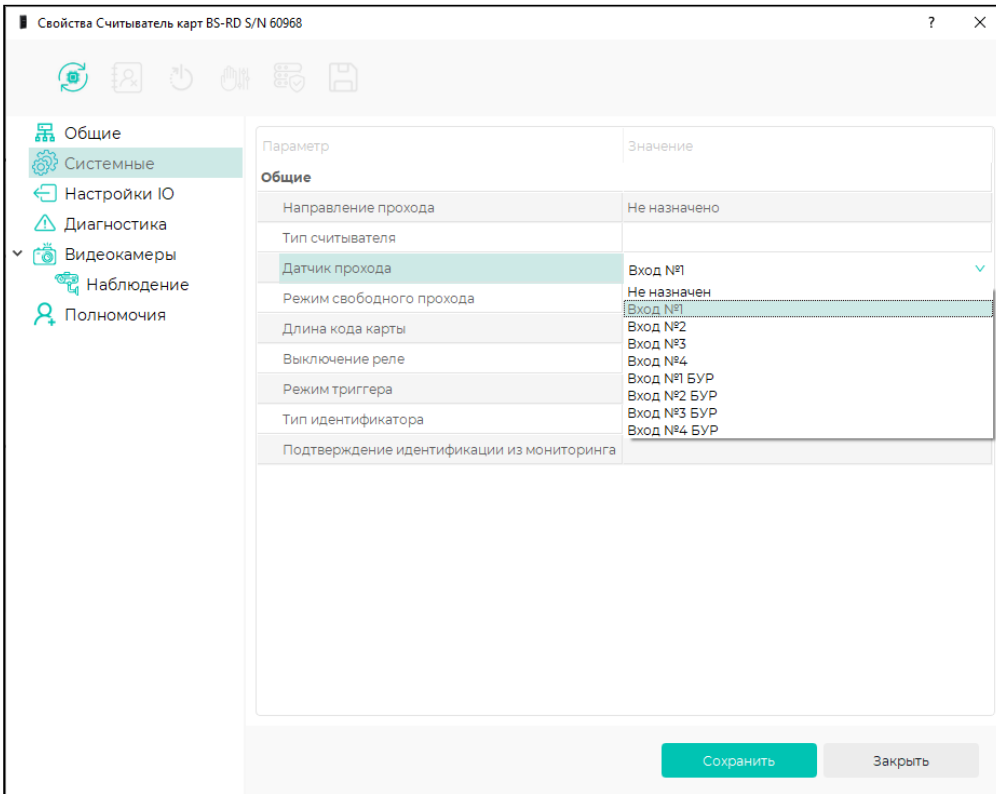 Свойства Считыватель карт BS-RD S/N 60968 ?
Общие
Системные
Настройки IO
Диагностика
Видеокамеры
Наблюдение
Полномочия
Параметр Значение
Общие
Направление прохода Не назначено
Тип считывателя
Датчик прохода Вход №1
Режим свободного прохода
Длина кода карты
Выключение реле
Режим триггера
Тип идентификатора
Подтверждение идентификации из мониторинга
Не назначен
Вход №1
Вход №2
Вход №3
Вход №4
Вход №1 БУР
Вход №2 БУР
Вход №3 БУР
Вход №4 БУР
Сохранить Закрыть